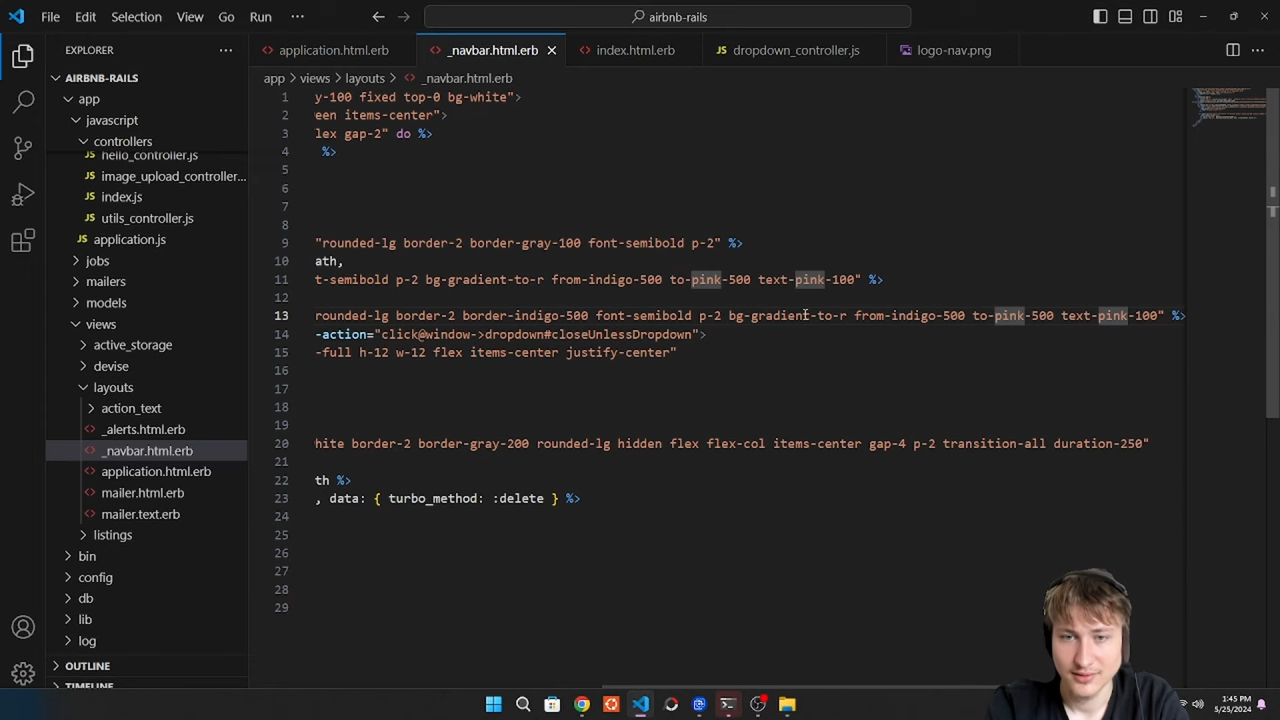 File Edit Selection View Go Run ··· airbnb-rails
EXPLORER ···
application.html.erb _navbar.html.erb index.html.erb dropdown_controller.js logo-nav.png
AIRBNB-RAILS
app > views > layouts > _navbar.html.erb
app
javascript
controllers
hello_controller.js
image_upload_controller...
index.js
utils_controller.js
application.js
jobs
mailers
models
views
active_storage
devise
layouts
action_text
_alerts.html.erb
_navbar.html.erb
application.html.erb
mailer.html.erb
mailer.text.erb
listings
bin
config
db
lib
log
OUTLINE
TIMELINE
1 y-100 fixed top-0 bg-white">
2 een items-center">
3 lex gap-2" do %>
4 %>
5
6
7
8
9 "rounded-lg border-2 border-gray-100 font-semibold p-2" %>
10 ath,
11 t-semibold p-2 bg-gradient-to-r from-indigo-500 to-pink-500 text-pink-100" %>
12
13 rounded-lg border-2 border-indigo-500 font-semibold p-2 bg-gradient-to-r from-indigo-500 to-pink-500 text-pink-100" %>
14 -action="click@window->dropdown#closeUnlessDropdown">
15 -full h-12 w-12 flex items-center justify-center"
16
17
18
19
20 hite border-2 border-gray-200 rounded-lg hidden flex flex-col items-center gap-4 p-2 transition-all duration-250"
21
22 th %>
23 , data: { turbo_method: :delete } %>
24
25
26
27
28
29
1:45 PM
5/25/2024